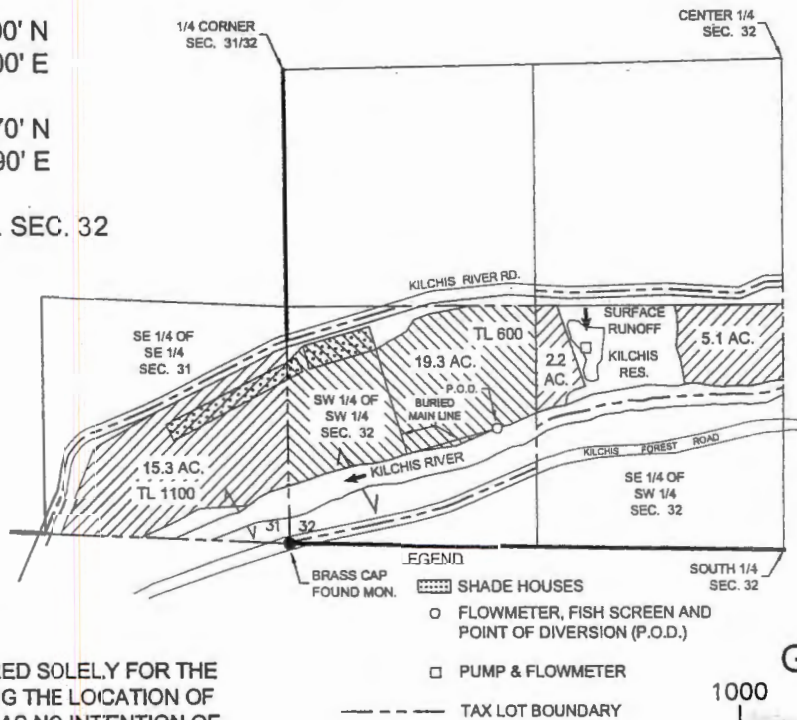 00' N
00' E
70' N
90' E
SEC. 32
1/4 CORNER
SEC. 31/32
CENTER 1/4
SEC. 32
KILCHIS RIVER RD.
SE 1/4 OF
SE 1/4
SEC. 31
SURFACE
RUNOFF
TL 600
19.3 AC.
5.1 AC.
KILCHIS
RES.
P.O.D.
SW 1/4 OF
SW 1/4
SEC. 32
BURIED
MAIN LINE
15.3 AC.
TL 1100
KILCHIS RIVER
KILCHIS FOREST ROAD
SE 1/4 OF
SW 1/4
SEC. 32
31 32
BRASS CAP
FOUND MON.
SOUTH 1/4
SEC. 32
LEGEND
SHADE HOUSES
FLOWMETER, FISH SCREEN AND
POINT OF DIVERSION (P.O.D.)
PUMP & FLOWMETER
TAX LOT BOUNDARY
ED SOLELY FOR THE
G THE LOCATION OF
AS NO INTENTION OF
G
1000